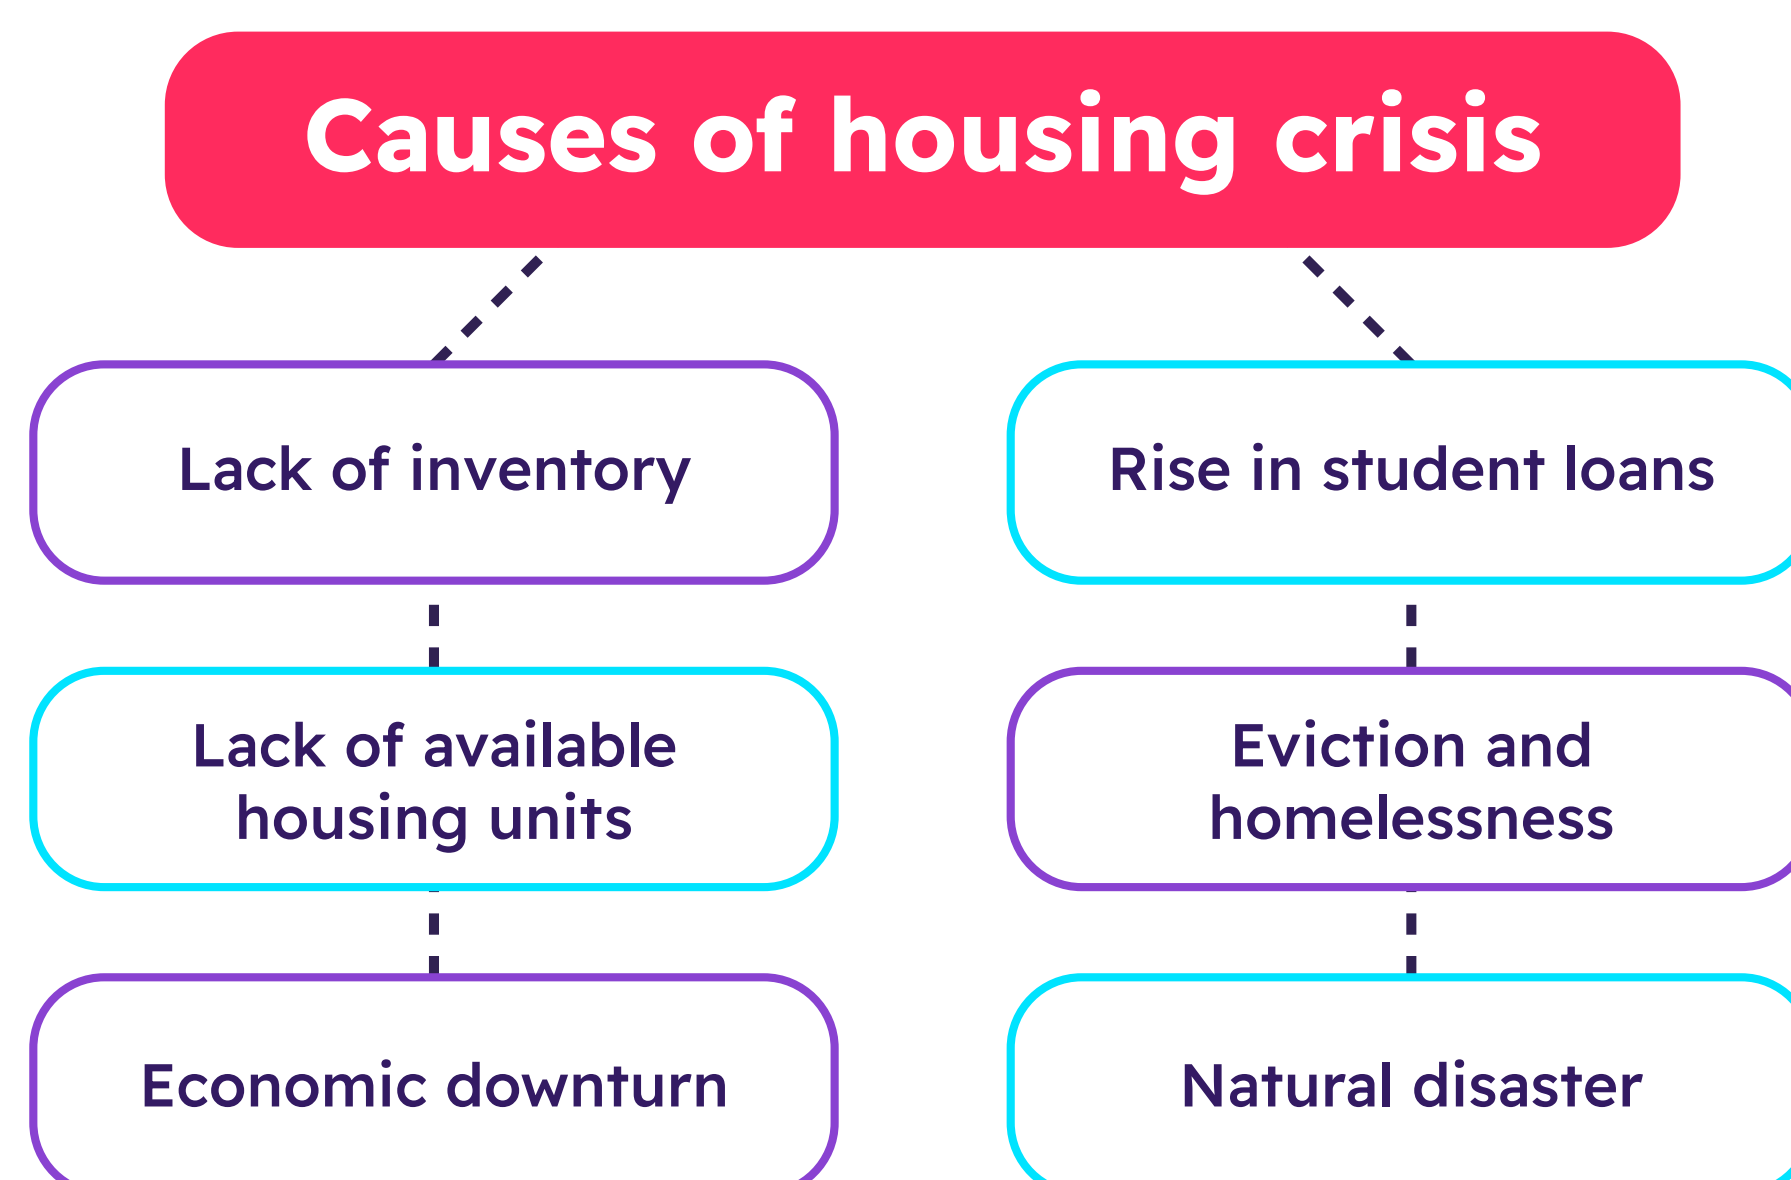 Causes of housing crisis
Lack of inventory
Rise in student loans
Lack of available
housing units
Eviction and
homelessness
Economic downturn
Natural disaster